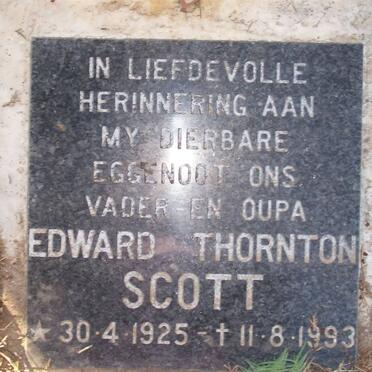 IN LIEFDEVOLLE
HERINNERING AAN
MY DIERBARE
EGGENOOT ONS
VADER EN OUPA
EDWARD THORNTON
SCOTT
* 30·4·1925 - † 11·8·1993